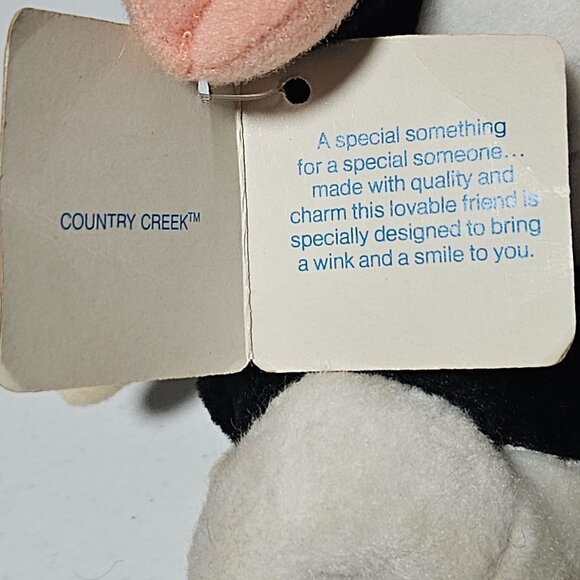 COUNTRY CREEK™
A special something
for a special someone...
made with quality and
charm this lovable friend is
specially designed to bring
a wink and a smile to you.